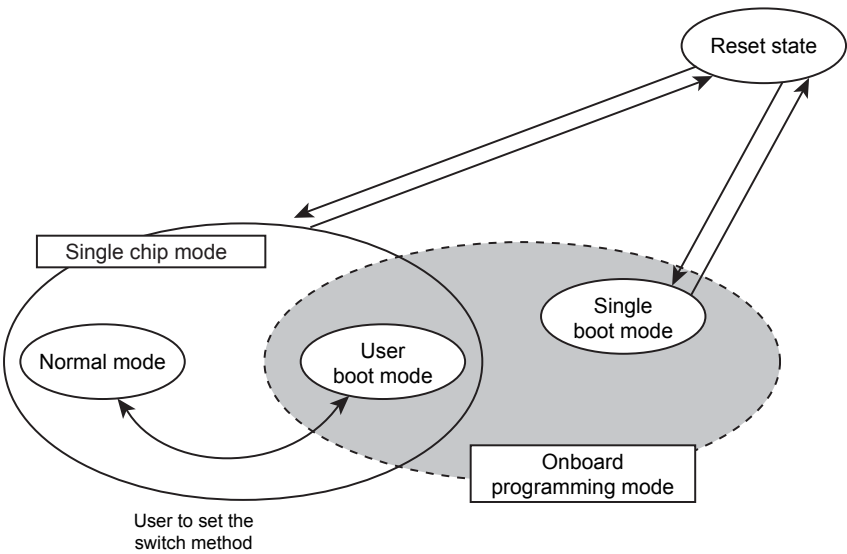 Reset state
Single chip mode
Single
boot mode
Normal mode
User
boot mode
Onboard
programming mode
User to set the
switch method